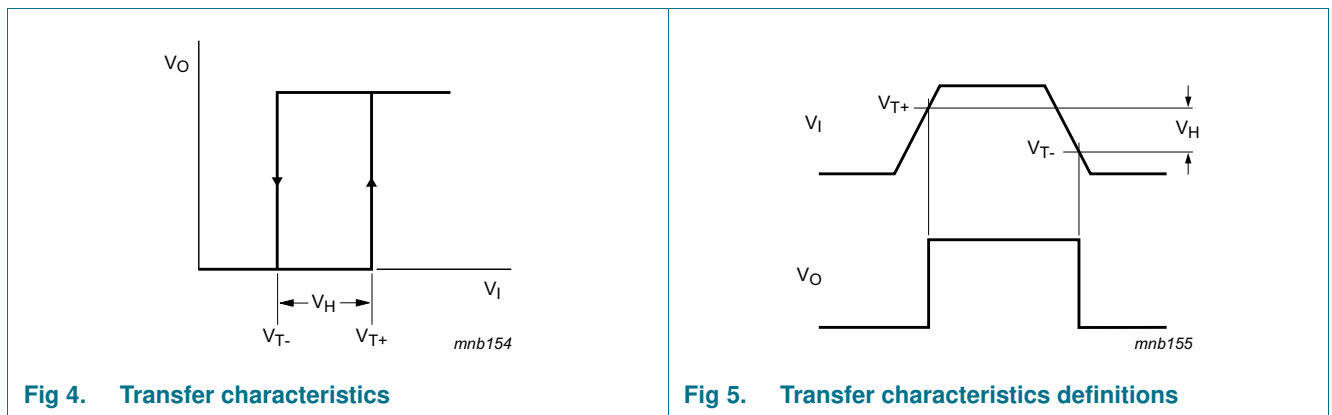 VO
VH
VI
VT-
VT+
mnb154
Fig 4. Transfer characteristics
VT+
VI
VH
VT-
VO
mnb155
Fig 5. Transfer characteristics definitions